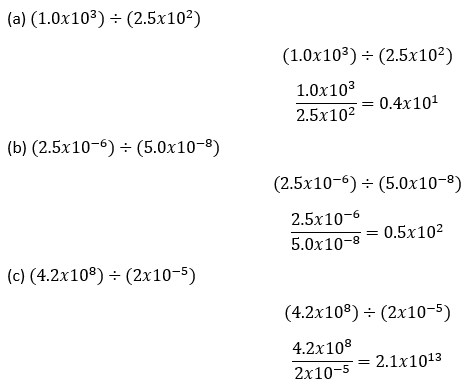 (a) (1.0x10³) ÷ (2.5x10²)
(1.0x10³) ÷ (2.5x10²)
1.0x10³
2.5x10² = 0.4x10¹
(b) (2.5x10⁻⁶) ÷ (5.0x10⁻⁸)
(2.5x10⁻⁶) ÷ (5.0x10⁻⁸)
2.5x10⁻⁶
5.0x10⁻⁸ = 0.5x10²
(c) (4.2x10⁸) ÷ (2x10⁻⁵)
(4.2x10⁸) ÷ (2x10⁻⁵)
4.2x10⁸
2x10⁻⁵ = 2.1x10¹³